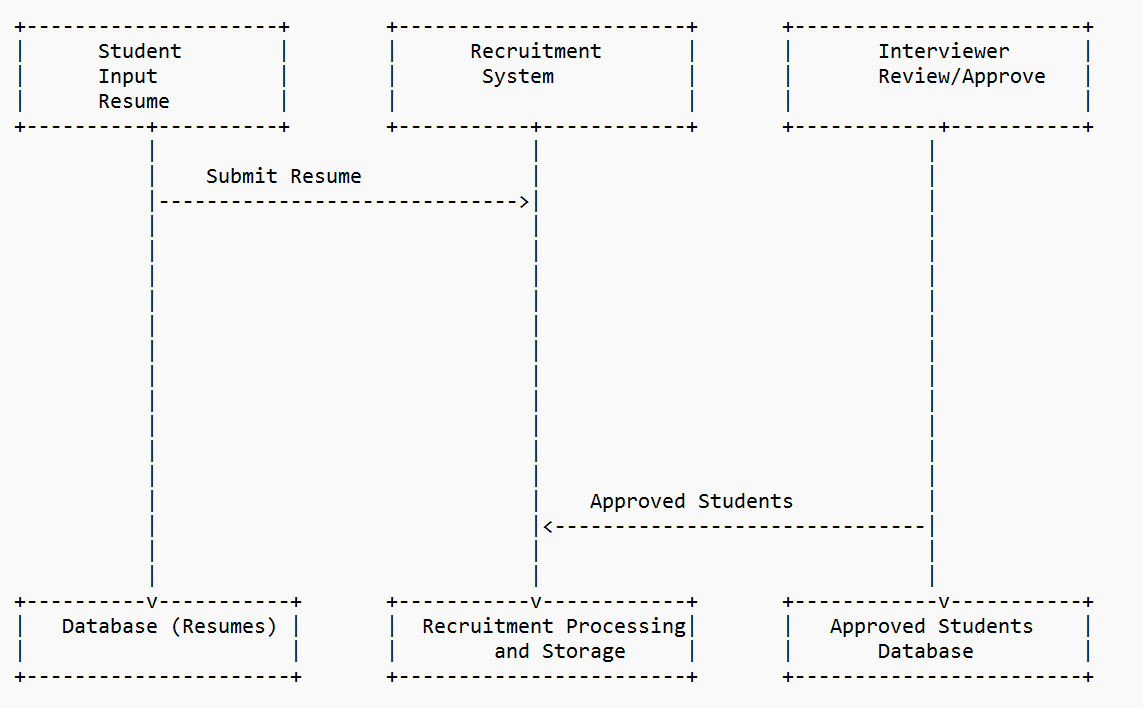 Student
Input
Resume
Recruitment
System
Interviewer
Review/Approve
Submit Resume
Approved Students
Database (Resumes)
Recruitment Processing
and Storage
Approved Students
Database